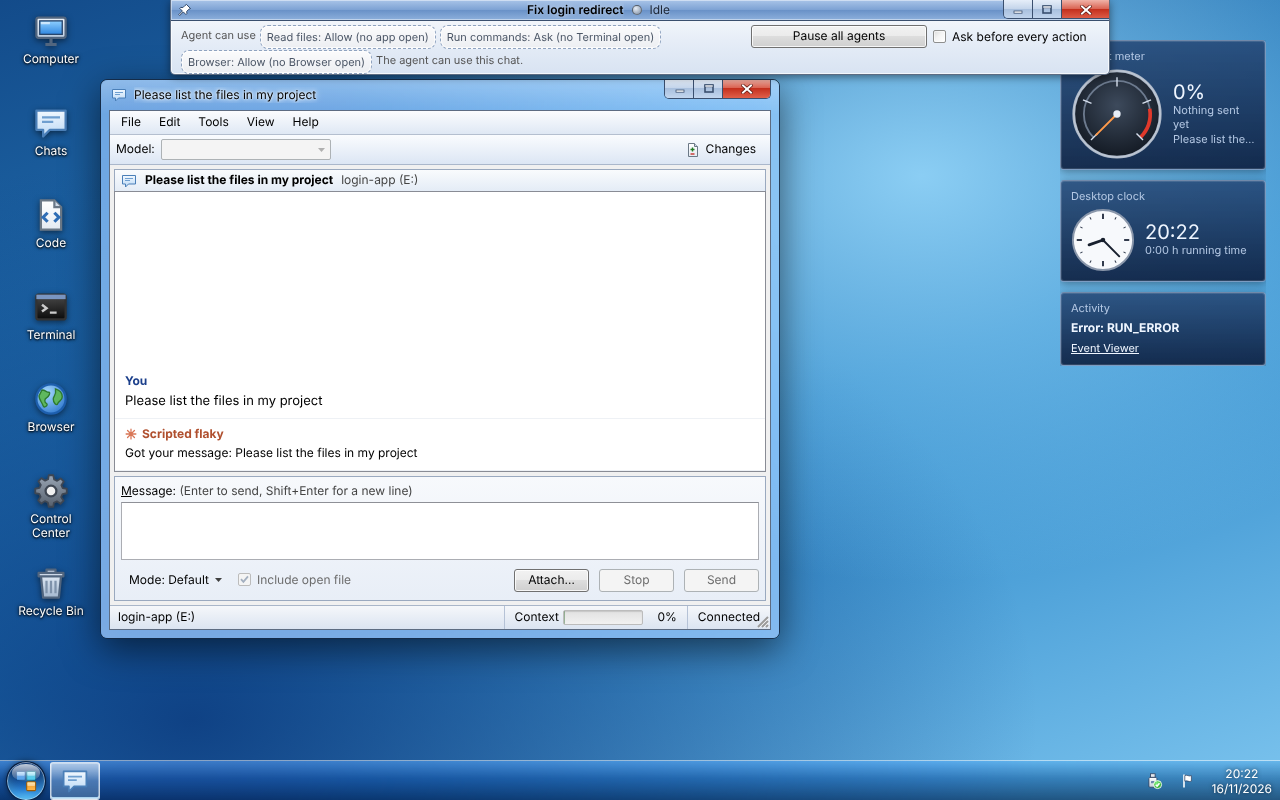 Fix login redirect Idle
Agent can use Read files: Allow (no app open) Run commands: Ask (no Terminal open)
Browser: Allow (no Browser open) The agent can use this chat.
Pause all agents Ask before every action
Computer
Chats
Code
Terminal
Browser
Control
Center
Recycle Bin
Please list the files in my project
File Edit Tools View Help
Model:
Changes
Please list the files in my project login-app (E:)
You
Please list the files in my project
Scripted flaky
Got your message: Please list the files in my project
Message: (Enter to send, Shift+Enter for a new line)
Mode: Default Include open file Attach... Stop Send
login-app (E:) Context 0% Connected
meter
0%
Nothing sent
yet
Please list the...
Desktop clock
20:22
0:00 h running time
Activity
Error: RUN_ERROR
Event Viewer
20:22
16/11/2026